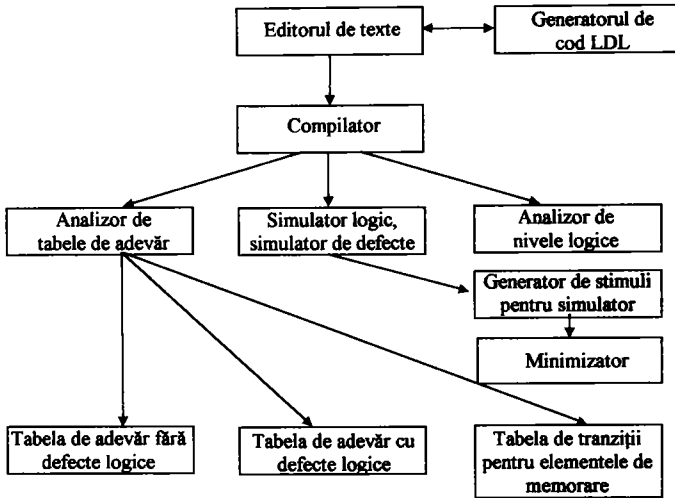 Editorul de texte
Generatorul de
cod LDL
Compilator
Analizor de
tabele de adevăr
Simulator logic,
simulator de defecte
Analizor de
nivele logice
Generator de stimuli
pentru simulator
Minimizator
Tabela de adevăr fără
defecte logice
Tabela de adevăr cu
defecte logice
Tabela de tranziții
pentru elementele de
memorare